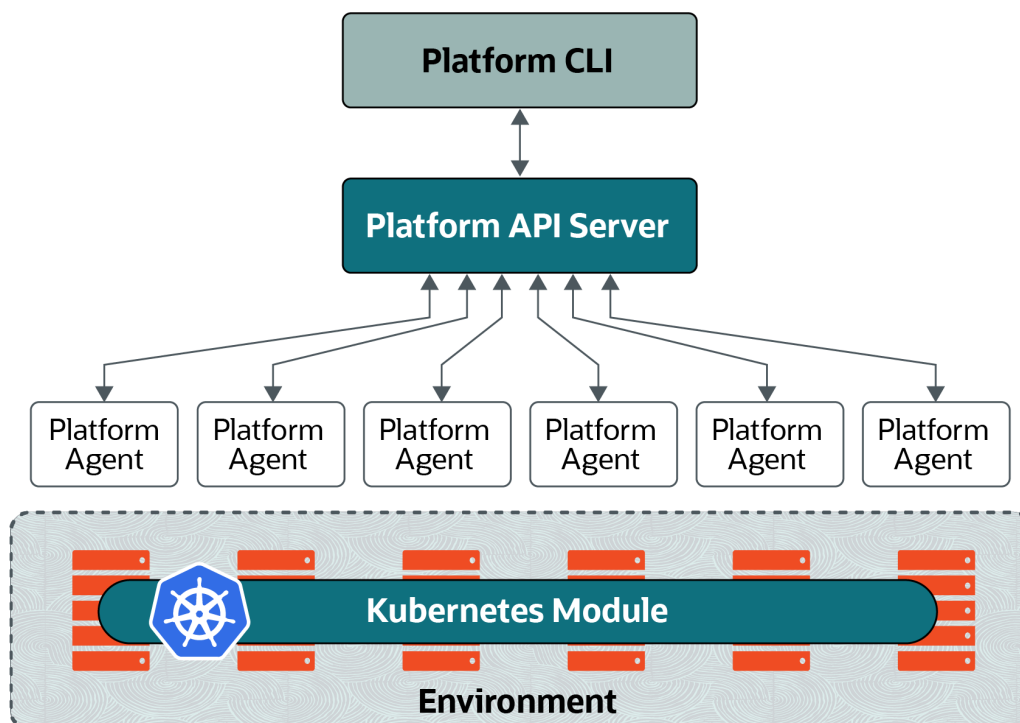 Platform CLI
Platform API Server
Platform
Agent
Platform
Agent
Platform
Agent
Platform
Agent
Platform
Agent
Platform
Agent
Kubernetes Module
Environment